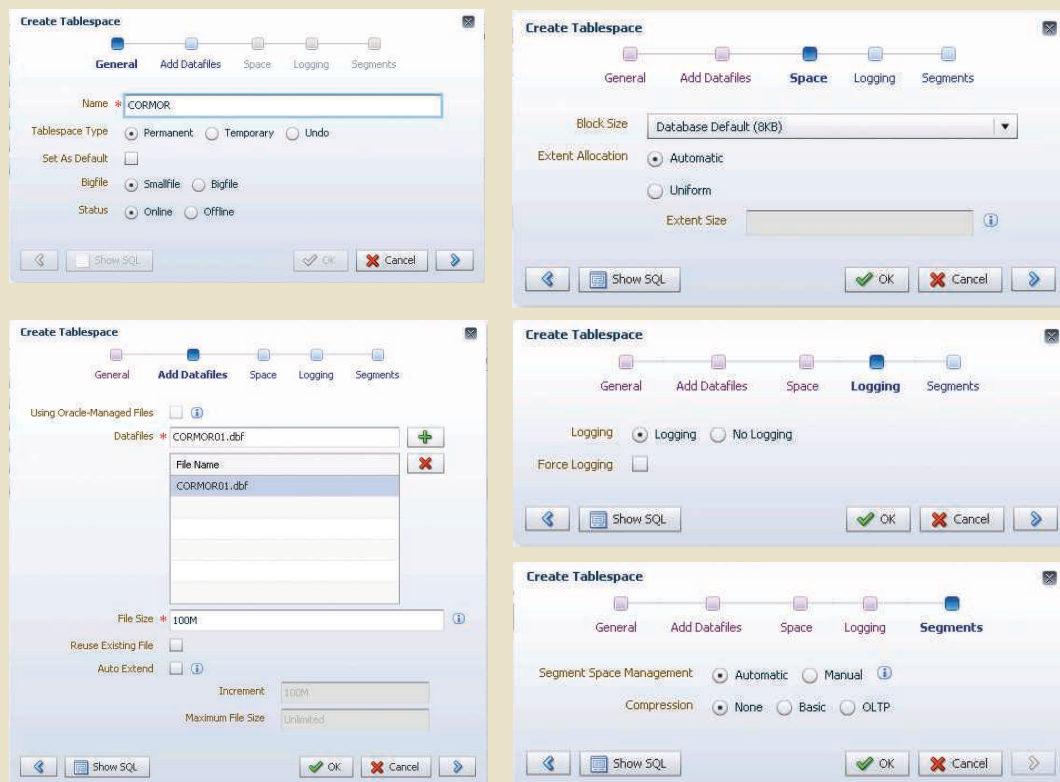 Create Tablespace
General Add Datafiles Space Logging Segments
Name * CORMOR
Tablespace Type Permanent Temporary Undo
Set As Default
Bigfile Smallfile Bigfile
Status Online Offline
Show SQL OK Cancel
Create Tablespace
General Add Datafiles Space Logging Segments
Using Oracle-Managed Files
Datafiles * CORMOR01.dbf
File Name
CORMOR01.dbf
File Size * 100M
Reuse Existing File
Auto Extend
Increment 100M
Maximum File Size Unlimited
Show SQL OK Cancel
Create Tablespace
General Add Datafiles Space Logging Segments
Block Size Database Default (8KB)
Extent Allocation Automatic
Uniform
Extent Size
Show SQL OK Cancel
Create Tablespace
General Add Datafiles Space Logging Segments
Logging Logging No Logging
Force Logging
Show SQL OK Cancel
Create Tablespace
General Add Datafiles Space Logging Segments
Segment Space Management Automatic Manual
Compression None Basic OLTP
Show SQL OK Cancel